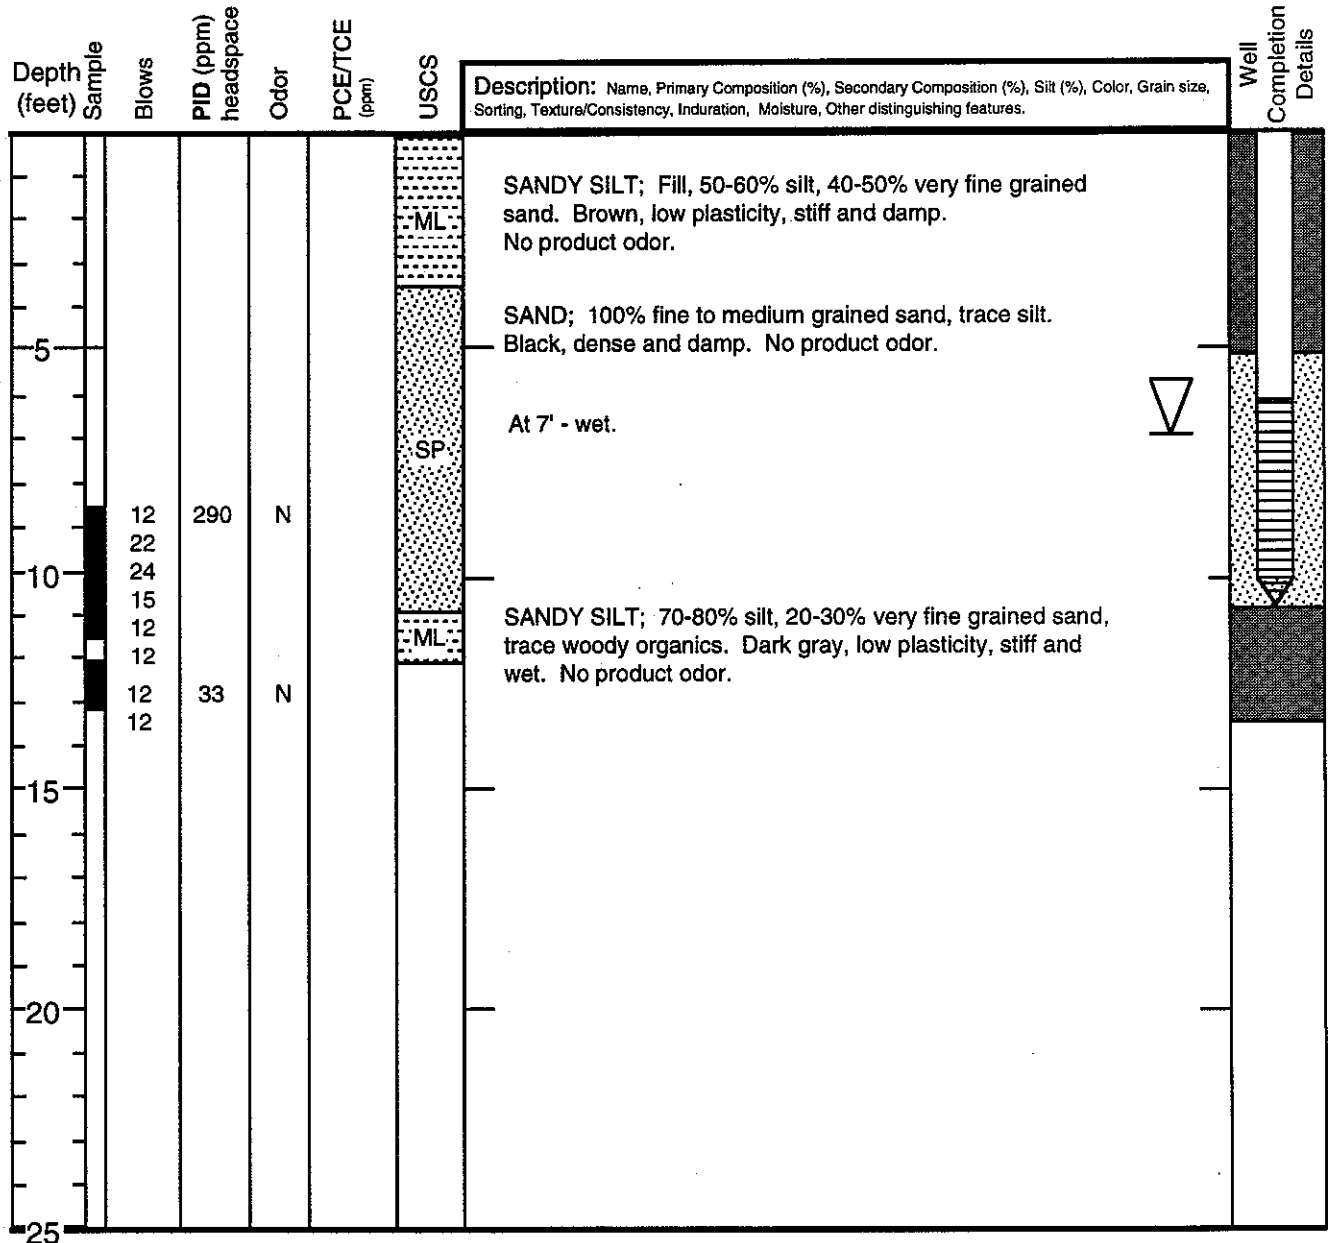 Depth
(feet)
Sample
Blows
PID (ppm)
headspace
Odor
PCE/TCE
(ppm)
USCS
Description: Name, Primary Composition (%), Secondary Composition (%), Silt (%), Color, Grain size,
Sorting, Texture/Consistency, Induration, Moisture, Other distinguishing features.
Well
Completion
Details
ML
SANDY SILT; Fill, 50-60% silt, 40-50% very fine grained
sand. Brown, low plasticity, stiff and damp.
No product odor.
SAND; 100% fine to medium grained sand, trace silt.
Black, dense and damp. No product odor.
5
At 7' - wet.
SP
12 290 N
22
24
10
15
12
12
SANDY SILT; 70-80% silt, 20-30% very fine grained sand,
trace woody organics. Dark gray, low plasticity, stiff and
wet. No product odor.
ML
12 33 N
12
15
20
25